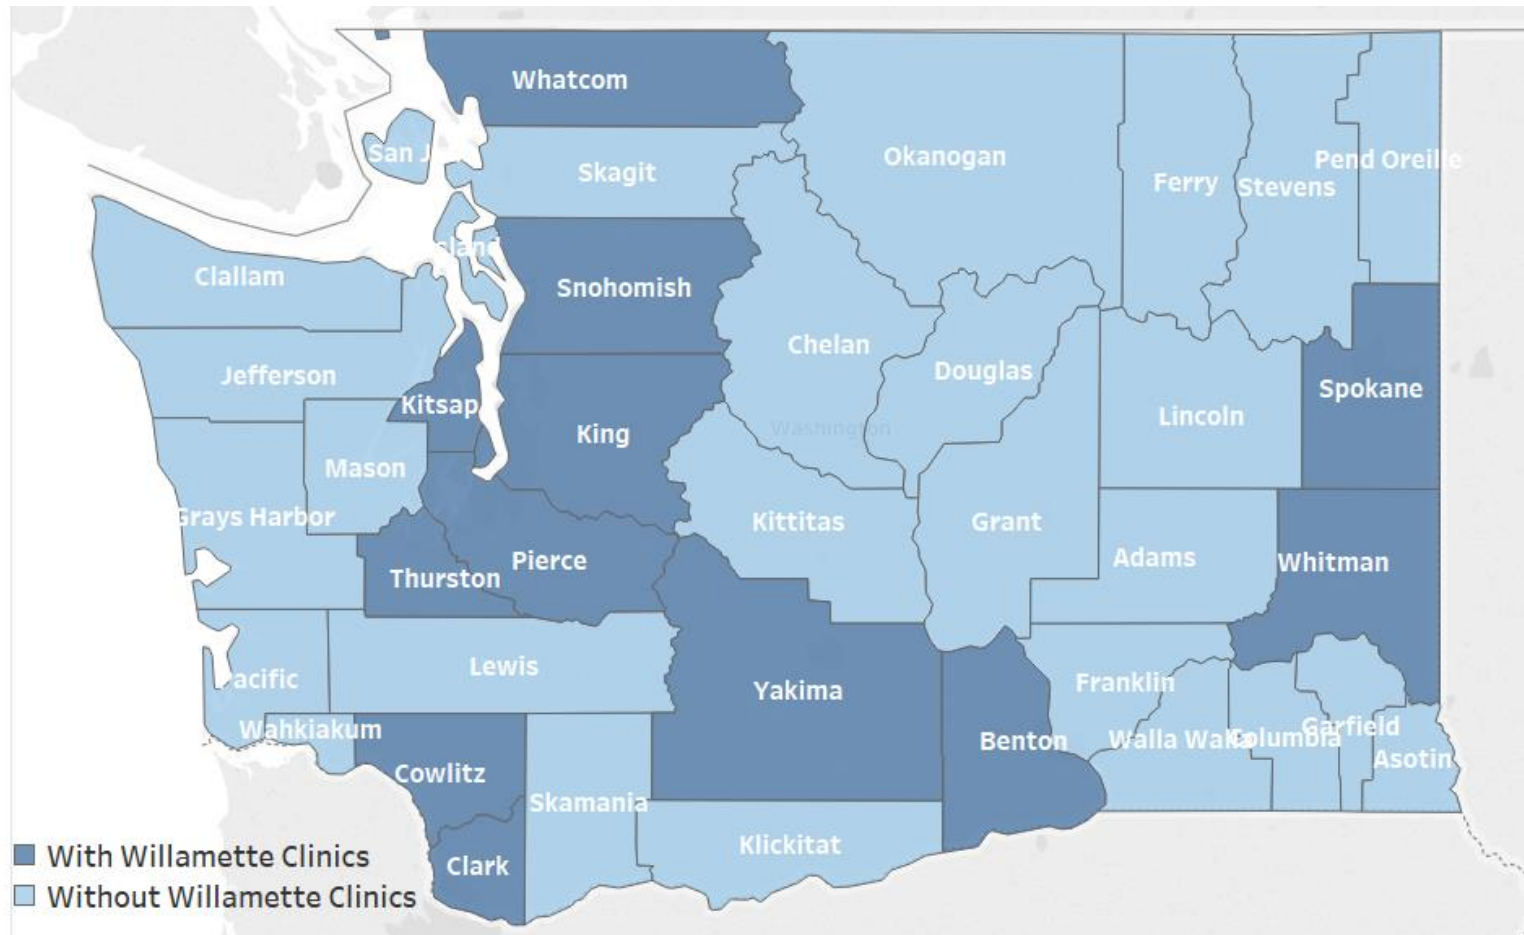 Whatcom
San J
Skagit
Okanogan
Ferry
Stevens
Pend Oreille
Clallam
sland
Snohomish
Chelan
Douglas
Jefferson
Kitsap
King
Washington
Lincoln
Spokane
Mason
Grays Harbor
Kittitas
Grant
Adams
Whitman
Thurston
Pierce
Lewis
Yakima
Franklin
Pacific
Wahkiakum
Benton
Walla Walla
Columbia
Garfield
Asotin
Cowlitz
Skamania
Klickitat
Clark
With Willamette Clinics
Without Willamette Clinics